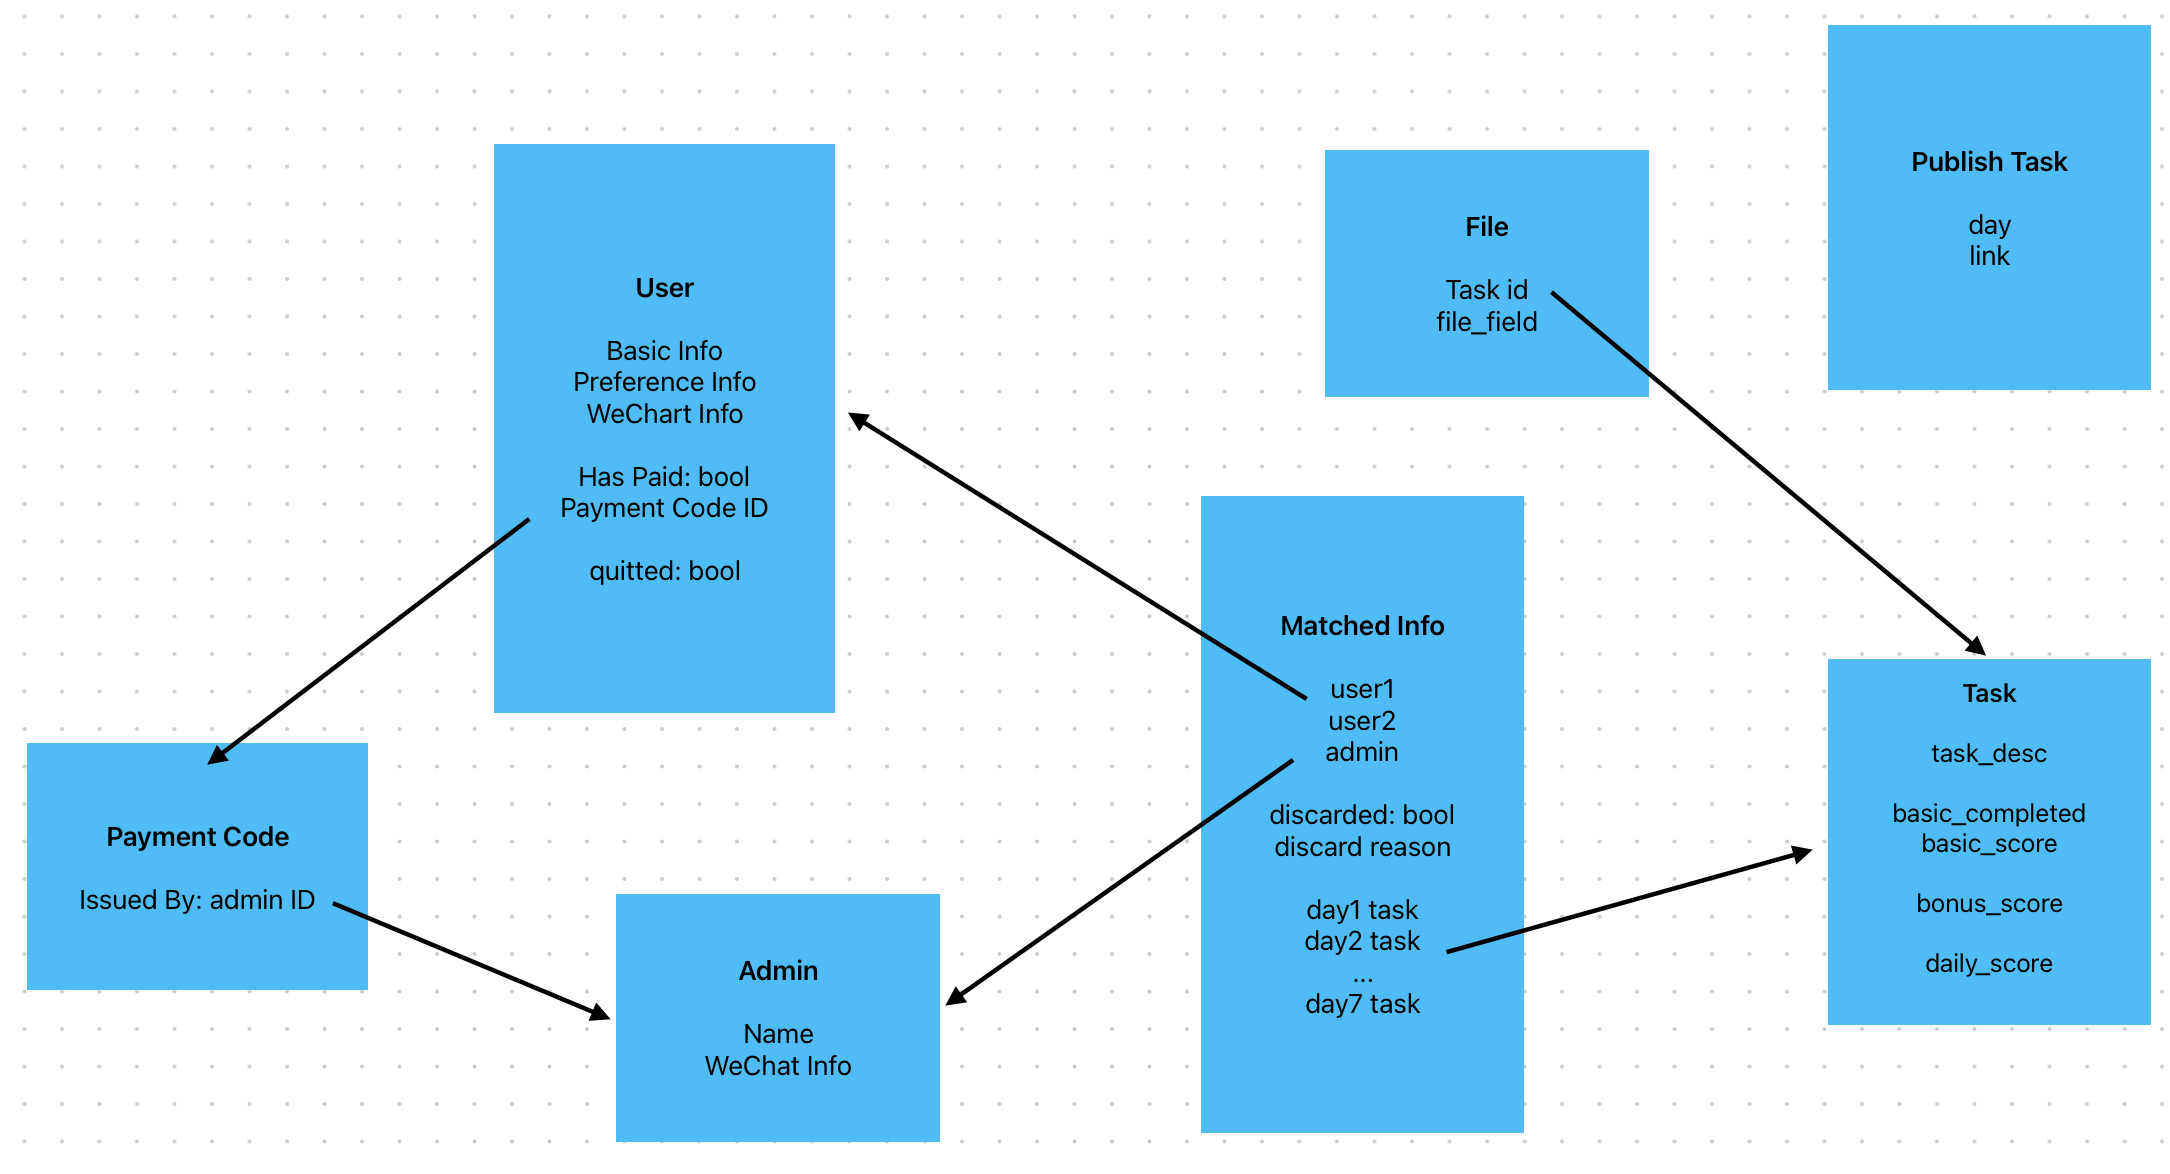 User
Basic Info
Preference Info
WeChart Info
Has Paid: bool
Payment Code ID
quitted: bool
File
Task id
file_field
Publish Task
day
link
Payment Code
Issued By: admin ID
Admin
Name
WeChat Info
Matched Info
user1
user2
admin
discarded: bool
discard reason
day1 task
day2 task
...
day7 task
Task
task_desc
basic_completed
basic_score
bonus_score
daily_score